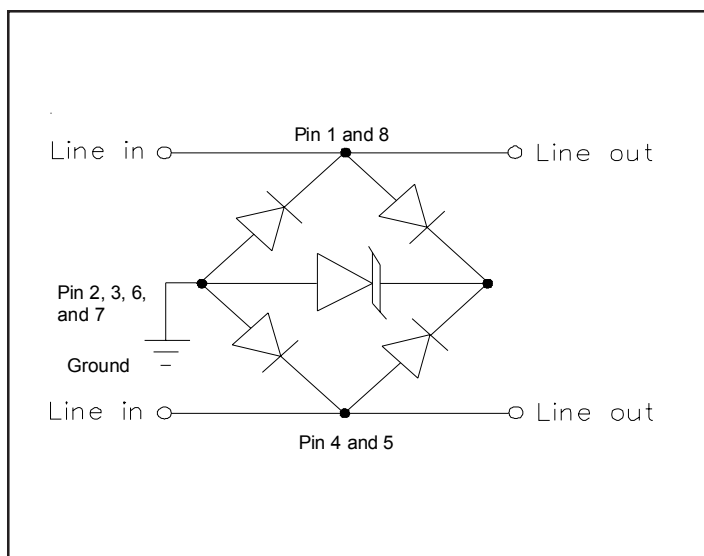 Pin 1 and 8
Line in
Line out
Pin 2, 3, 6,
and 7
Ground
Line in
Line out
Pin 4 and 5